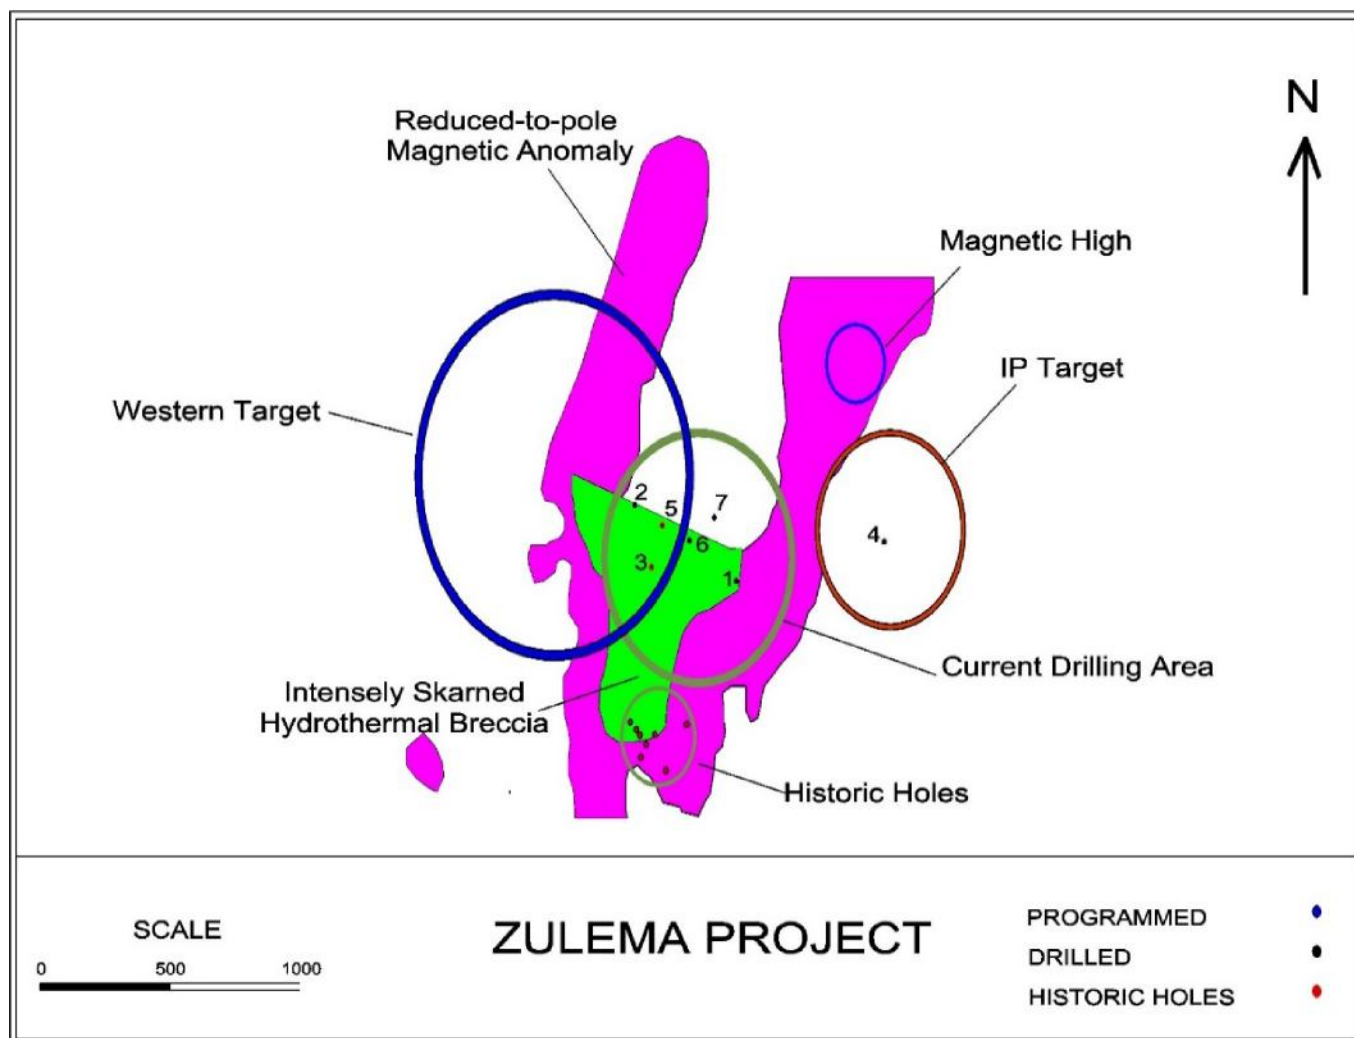 Reduced-to-pole
Magnetic Anomaly
N
Magnetic High
IP Target
Western Target
2
5
7
6
4
3
1
Current Drilling Area
Intensely Skarned
Hydrothermal Breccia
Historic Holes
SCALE
0 500 1000
ZULEMA PROJECT
PROGRAMMED
DRILLED
HISTORIC HOLES